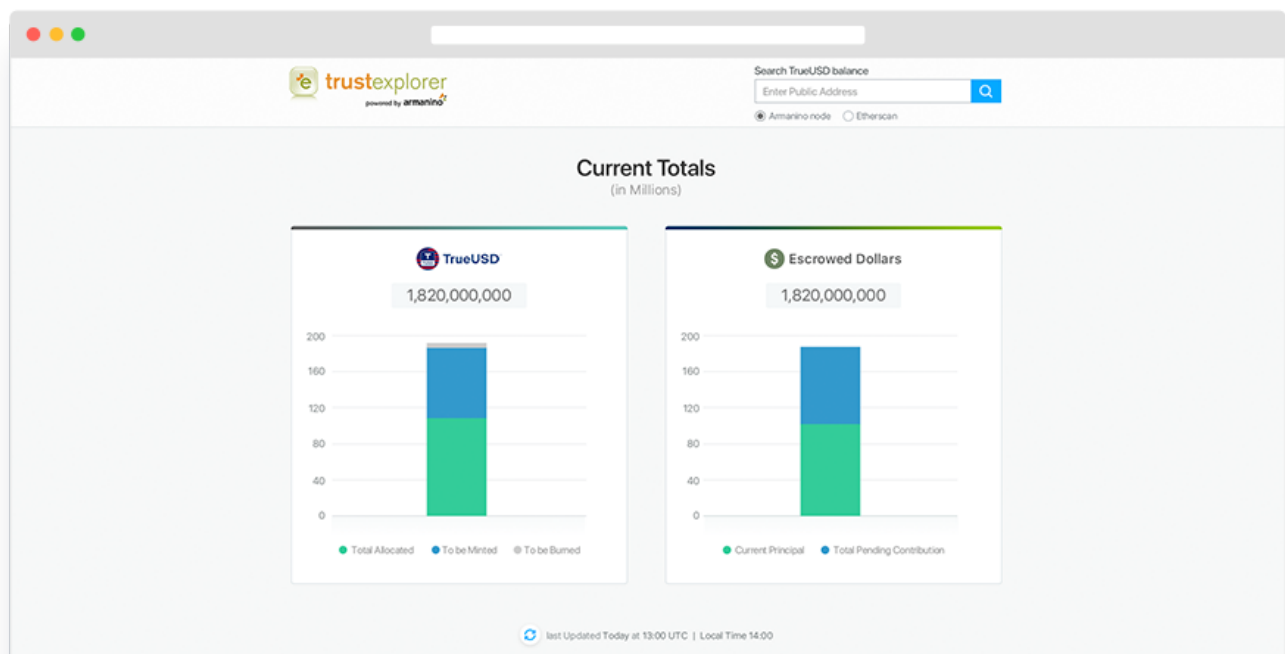 e trustexplorer
powered by armanino
Search TrueUSD balance
Enter Public Address
Armanino node Etherscan
Current Totals
(in Millions)
TrueUSD
1,820,000,000
200
160
120
80
40
0
Total Allocated To be Minted To be Burned
$ Escrowed Dollars
1,820,000,000
200
160
120
80
40
0
Current Principal Total Pending Contribution
last Updated Today at 13:00 UTC | Local Time 14:00